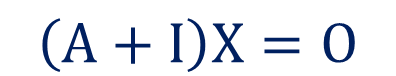 (A + I)X = O